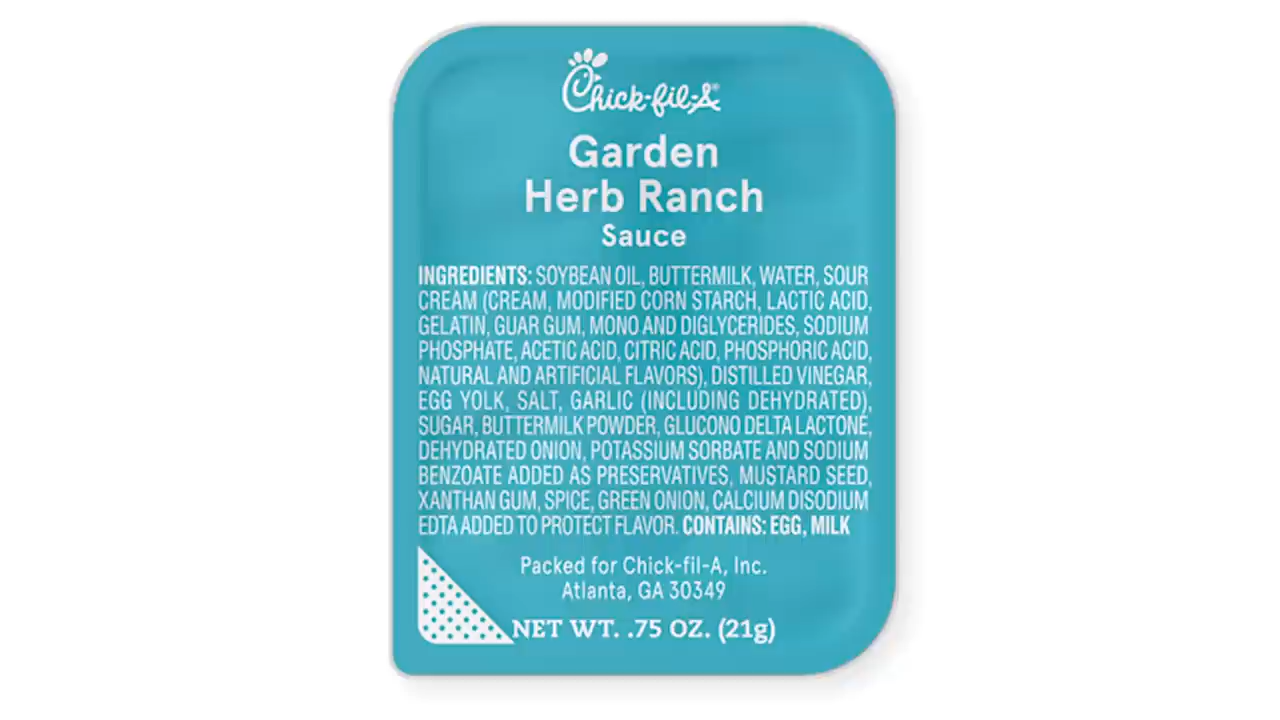 Chick-fil-A®
Garden
Herb Ranch
Sauce
INGREDIENTS: SOYBEAN OIL, BUTTERMILK, WATER, SOUR
CREAM (CREAM, MODIFIED CORN STARCH, LACTIC ACID,
GELATIN, GUAR GUM, MONO AND DIGLYCERIDES, SODIUM
PHOSPHATE, ACETIC ACID, CITRIC ACID, PHOSPHORIC ACID,
NATURAL AND ARTIFICIAL FLAVORS), DISTILLED VINEGAR,
EGG YOLK, SALT, GARLIC (INCLUDING DEHYDRATED),
SUGAR, BUTTERMILK POWDER, GLUCONO DELTA LACTONE,
DEHYDRATED ONION, POTASSIUM SORBATE AND SODIUM
BENZOATE ADDED AS PRESERVATIVES, MUSTARD SEED,
XANTHAN GUM, SPICE, GREEN ONION, CALCIUM DISODIUM
EDTA ADDED TO PROTECT FLAVOR. CONTAINS: EGG, MILK
Packed for Chick-fil-A, Inc.
Atlanta, GA 30349
NET WT. .75 OZ. (21g)